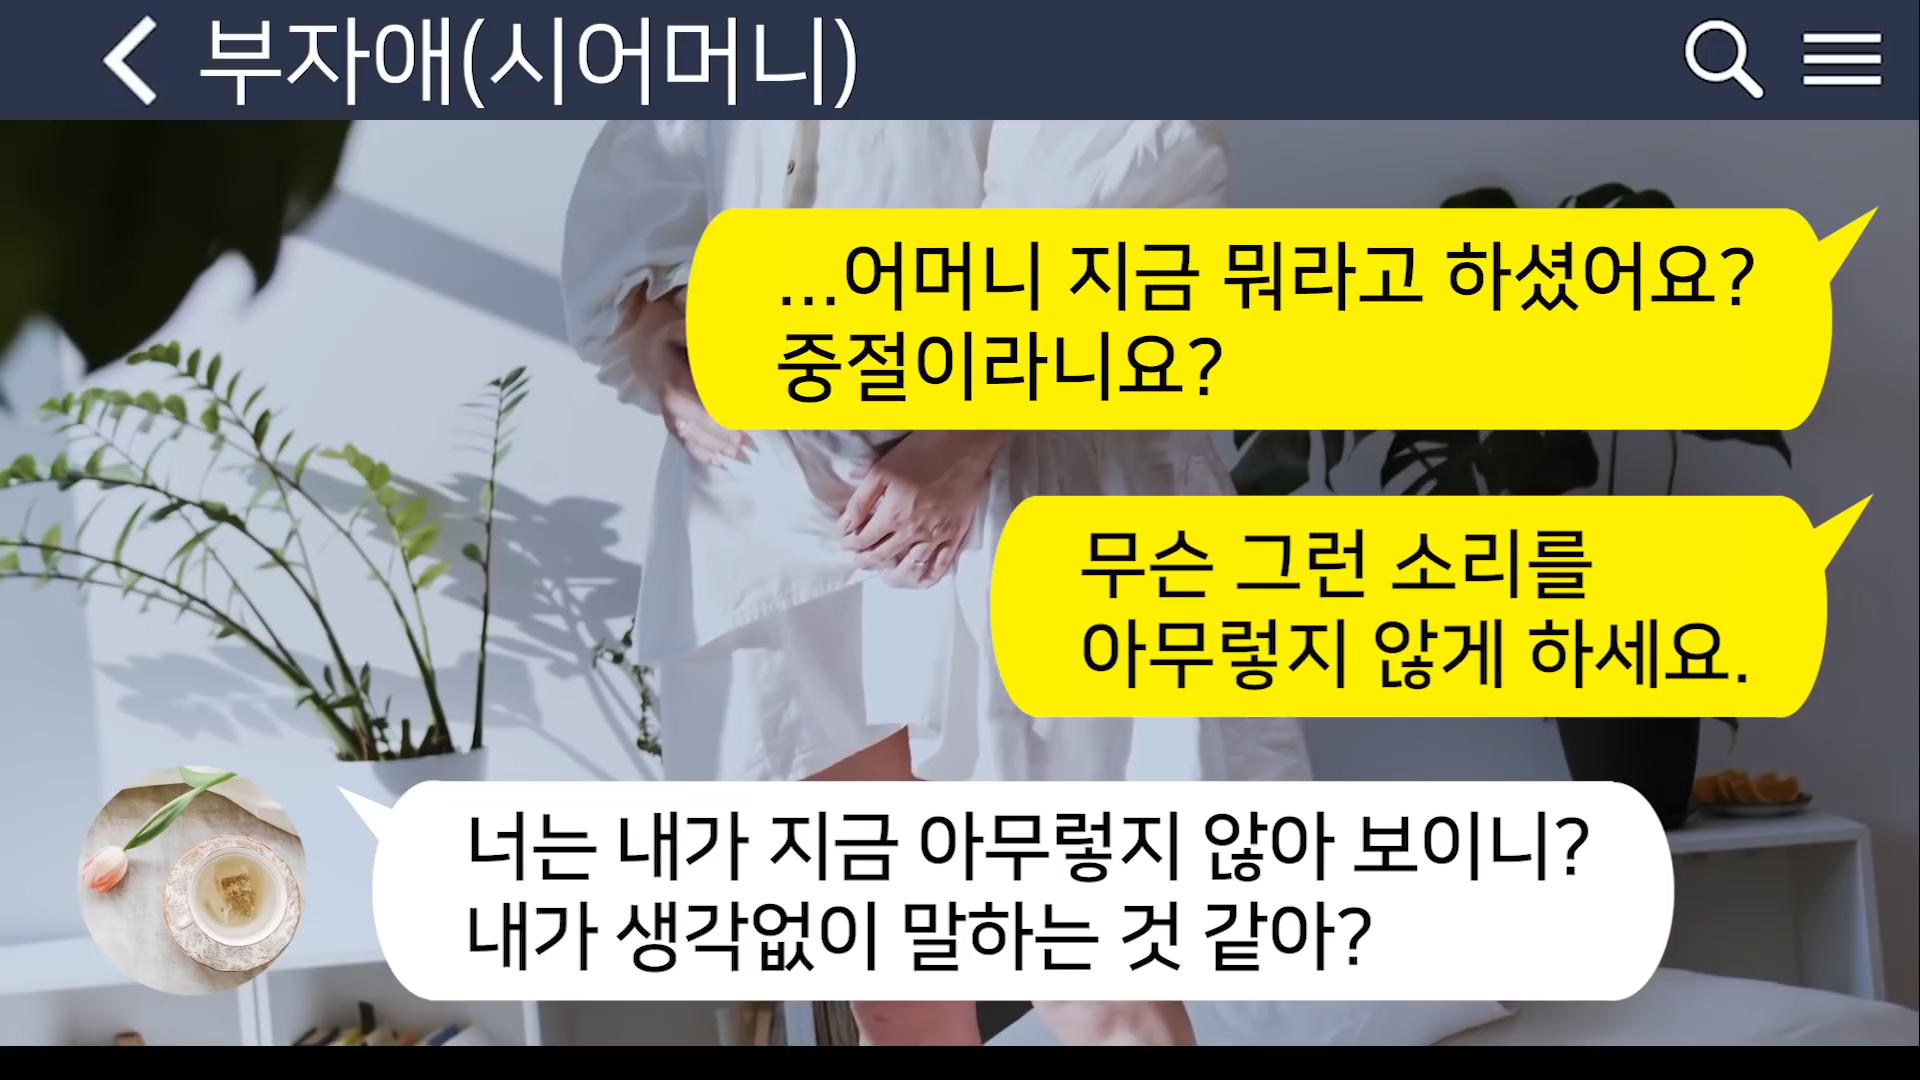 부자애(시어머니)
...어머니 지금 뭐라고 하셨어요?
중절이라니요?
무슨 그런 소리를
아무렇지 않게 하세요.
너는 내가 지금 아무렇지 않아 보이니?
내가 생각없이 말하는 것 같아?